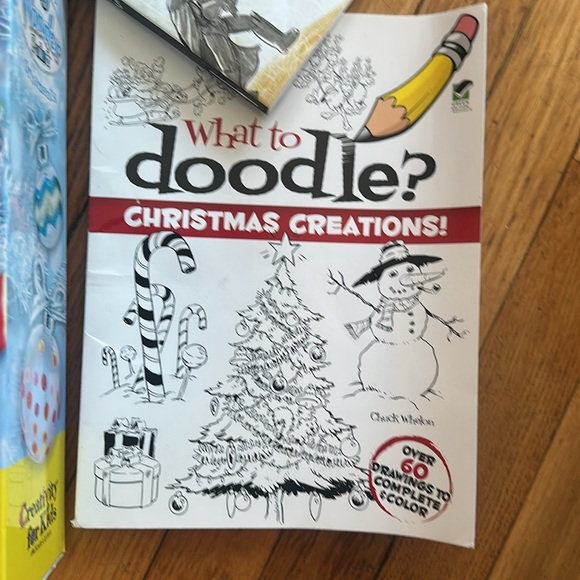 What to
doodle?
CHRISTMAS CREATIONS!
Chuck Whelon
OVER
60
DRAWINGS TO
COMPLETE
& COLOR
Creativity
for Kids